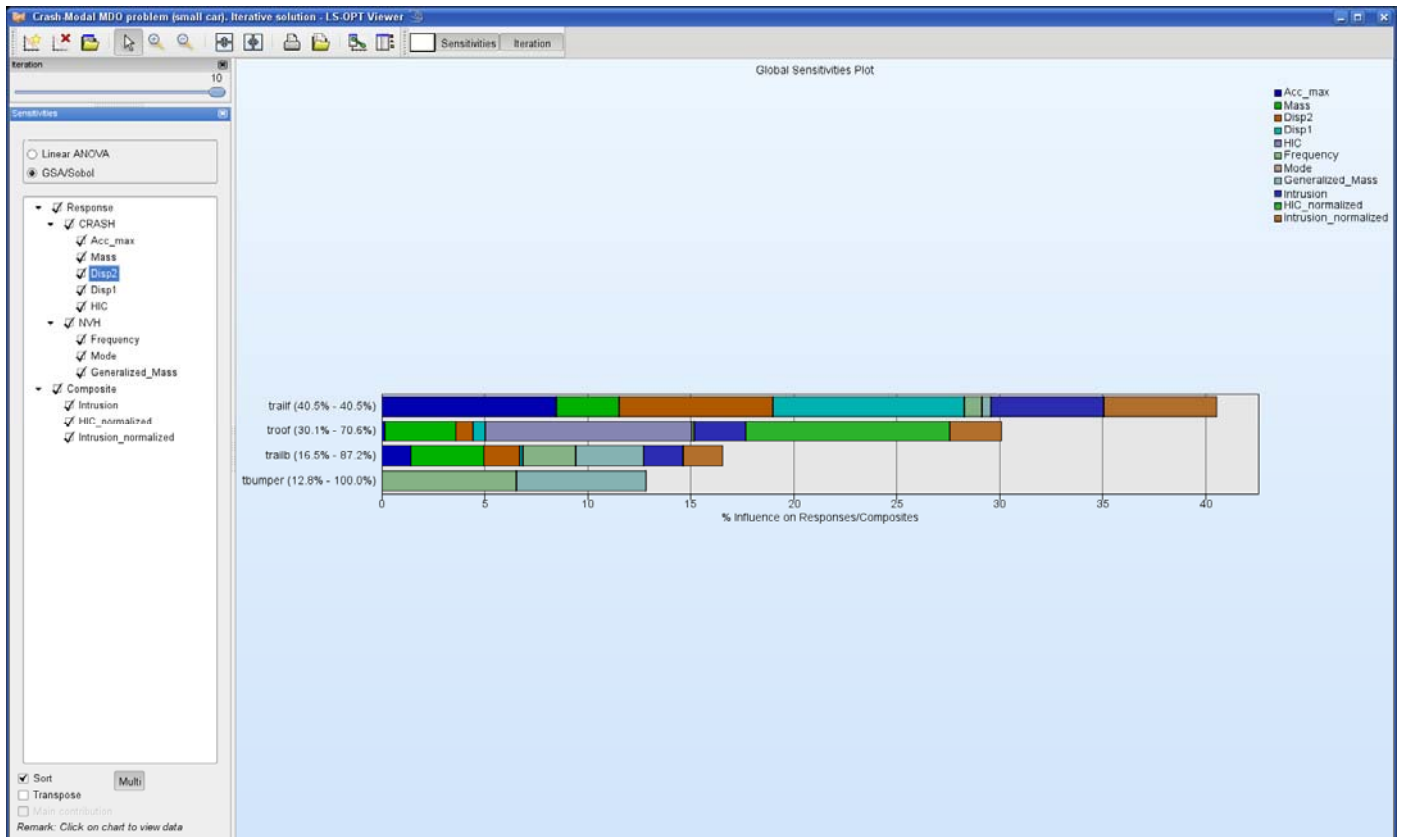 Crash-Modal MDO problem (small car). Iterative solution - LS-OPT Viewer
Sensitivities Iteration
Iteration
10
Sensitivities
Linear ANOVA
GSA/Sobol
Response
CRASH
Acc_max
Mass
Disp2
Disp1
HIC
NVH
Frequency
Mode
Generalized_Mass
Composite
Intrusion
HIC_normalized
Intrusion_normalized
Sort
Multi
Transpose
Main contribution
Remark: Click on chart to view data
Global Sensitivities Plot
Acc_max
Mass
Disp2
Disp1
HIC
Frequency
Mode
Generalized_Mass
Intrusion
HIC_normalized
Intrusion_normalized
trailf (40.5% - 40.5%)
troof (30.1% - 70.6%)
trailb (16.5% - 87.2%)
tbumper (12.8% - 100.0%)
0 5 10 15 20 25 30 35 40
% Influence on Responses/Composites